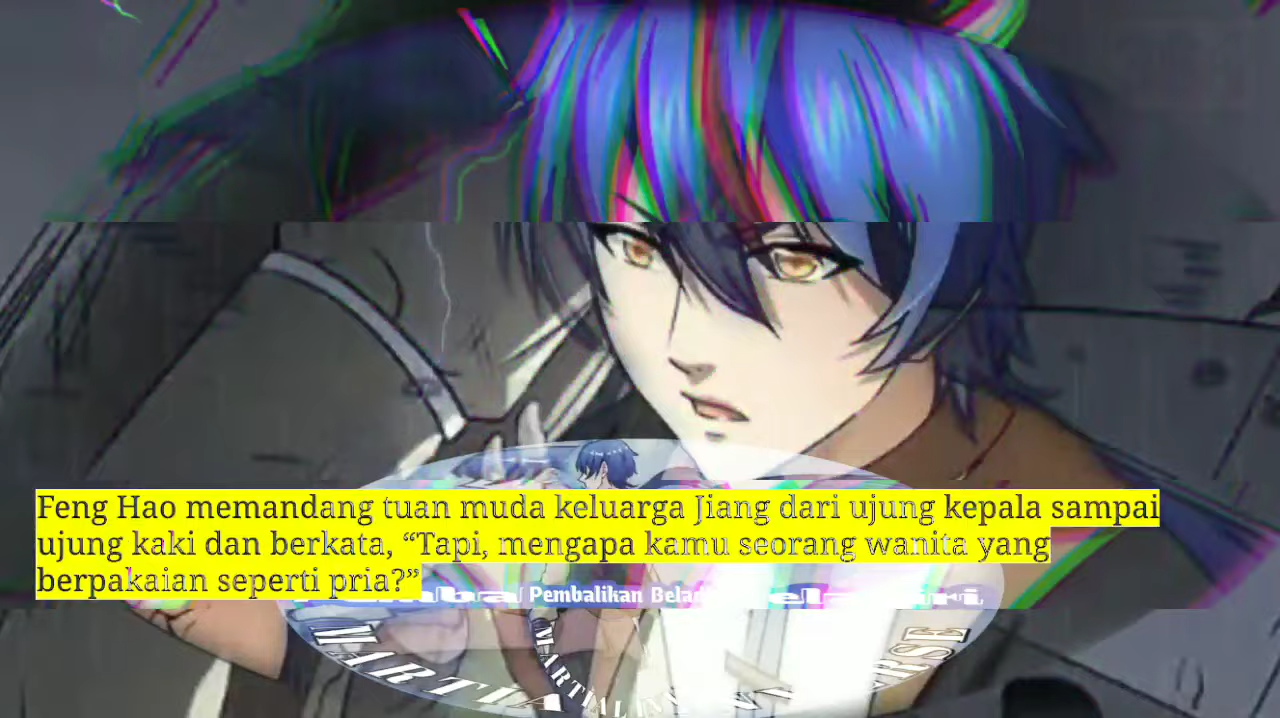 Feng Hao memandang tuan muda keluarga Jiang dari ujung kepala sampai
ujung kaki dan berkata, “Tapi, mengapa kamu seorang wanita yang
berpakaian seperti pria?”
Pembalikan
MARTIAL